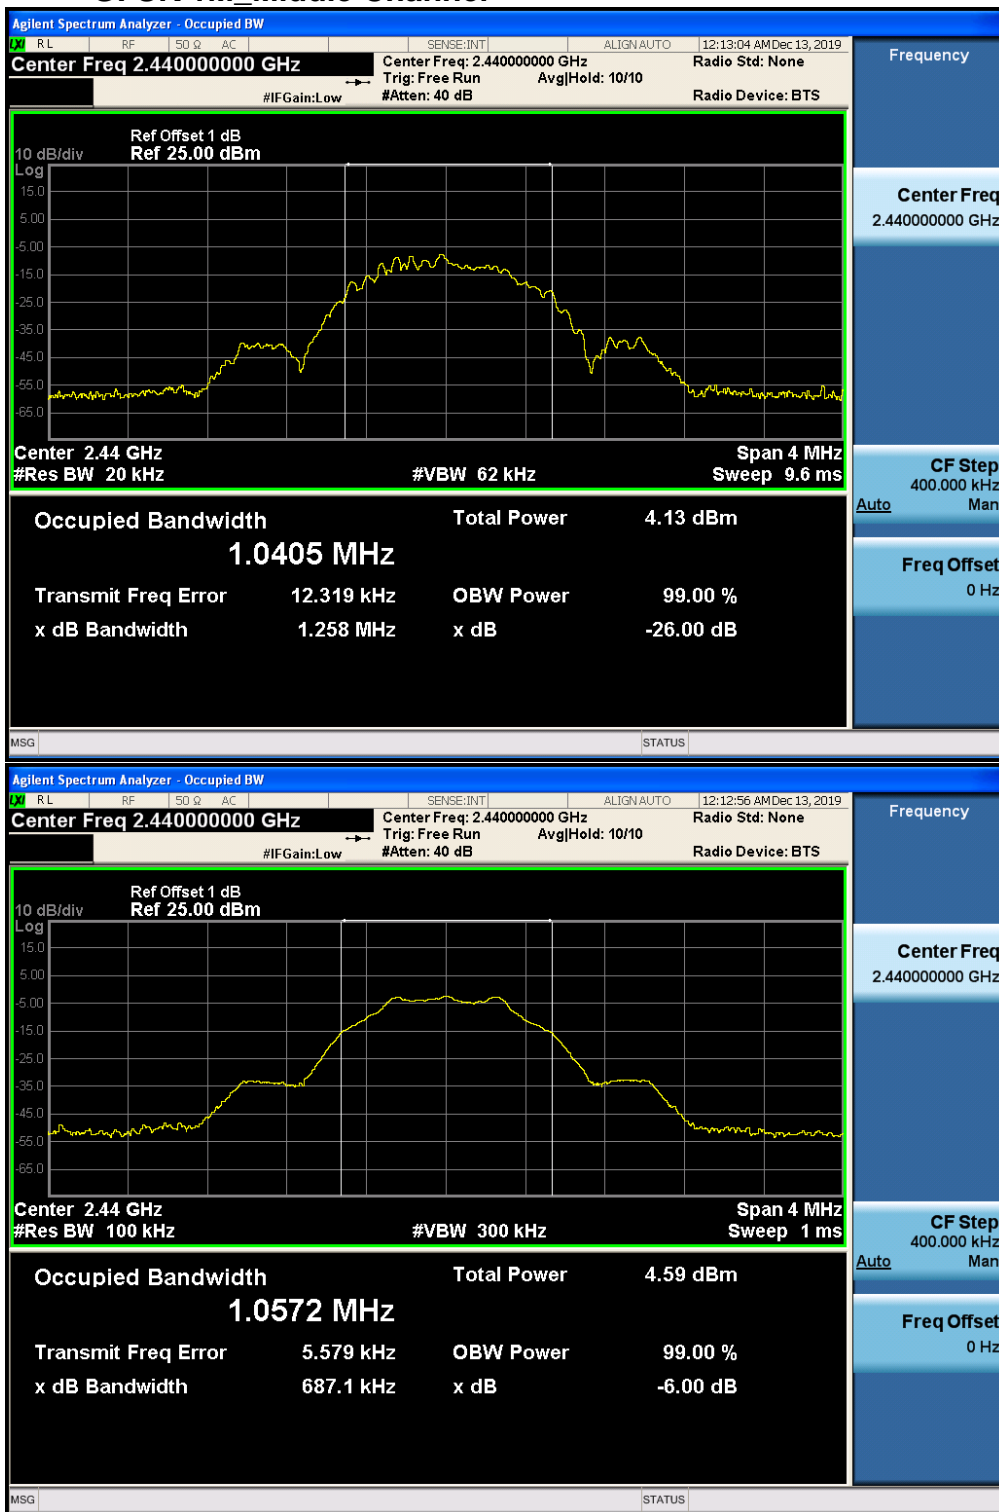 Agilent Spectrum Analyzer - Occupied BW
LXI RL RF 50 Ω AC SENSE:INT ALIGN AUTO 12:13:04 AM Dec 13, 2019
Center Freq 2.440000000 GHz Center Freq: 2.440000000 GHz Radio Std: None Frequency
Trig: Free Run Avg|Hold: 10/10
#IFGain:Low #Atten: 40 dB Radio Device: BTS
Ref Offset 1 dB
10 dB/div Ref 25.00 dBm
Log
15.0
5.00
-5.00
-15.0
-25.0
-35.0
-45.0
-55.0
-65.0
Center Freq
2.440000000 GHz
Center 2.44 GHz Span 4 MHz
#Res BW 20 kHz #VBW 62 kHz Sweep 9.6 ms
CF Step
400.000 kHz
Auto Man
Occupied Bandwidth Total Power 4.13 dBm
1.0405 MHz
Transmit Freq Error 12.319 kHz OBW Power 99.00 %
x dB Bandwidth 1.258 MHz x dB -26.00 dB
Freq Offset
0 Hz
MSG STATUS
Agilent Spectrum Analyzer - Occupied BW
LXI RL RF 50 Ω AC SENSE:INT ALIGN AUTO 12:12:56 AM Dec 13, 2019
Center Freq 2.440000000 GHz Center Freq: 2.440000000 GHz Radio Std: None Frequency
Trig: Free Run Avg|Hold: 10/10
#IFGain:Low #Atten: 40 dB Radio Device: BTS
Ref Offset 1 dB
10 dB/div Ref 25.00 dBm
Log
15.0
5.00
-5.00
-15.0
-25.0
-35.0
-45.0
-55.0
-65.0
Center Freq
2.440000000 GHz
Center 2.44 GHz Span 4 MHz
#Res BW 100 kHz #VBW 300 kHz Sweep 1 ms
CF Step
400.000 kHz
Auto Man
Occupied Bandwidth Total Power 4.59 dBm
1.0572 MHz
Transmit Freq Error 5.579 kHz OBW Power 99.00 %
x dB Bandwidth 687.1 kHz x dB -6.00 dB
Freq Offset
0 Hz
MSG STATUS